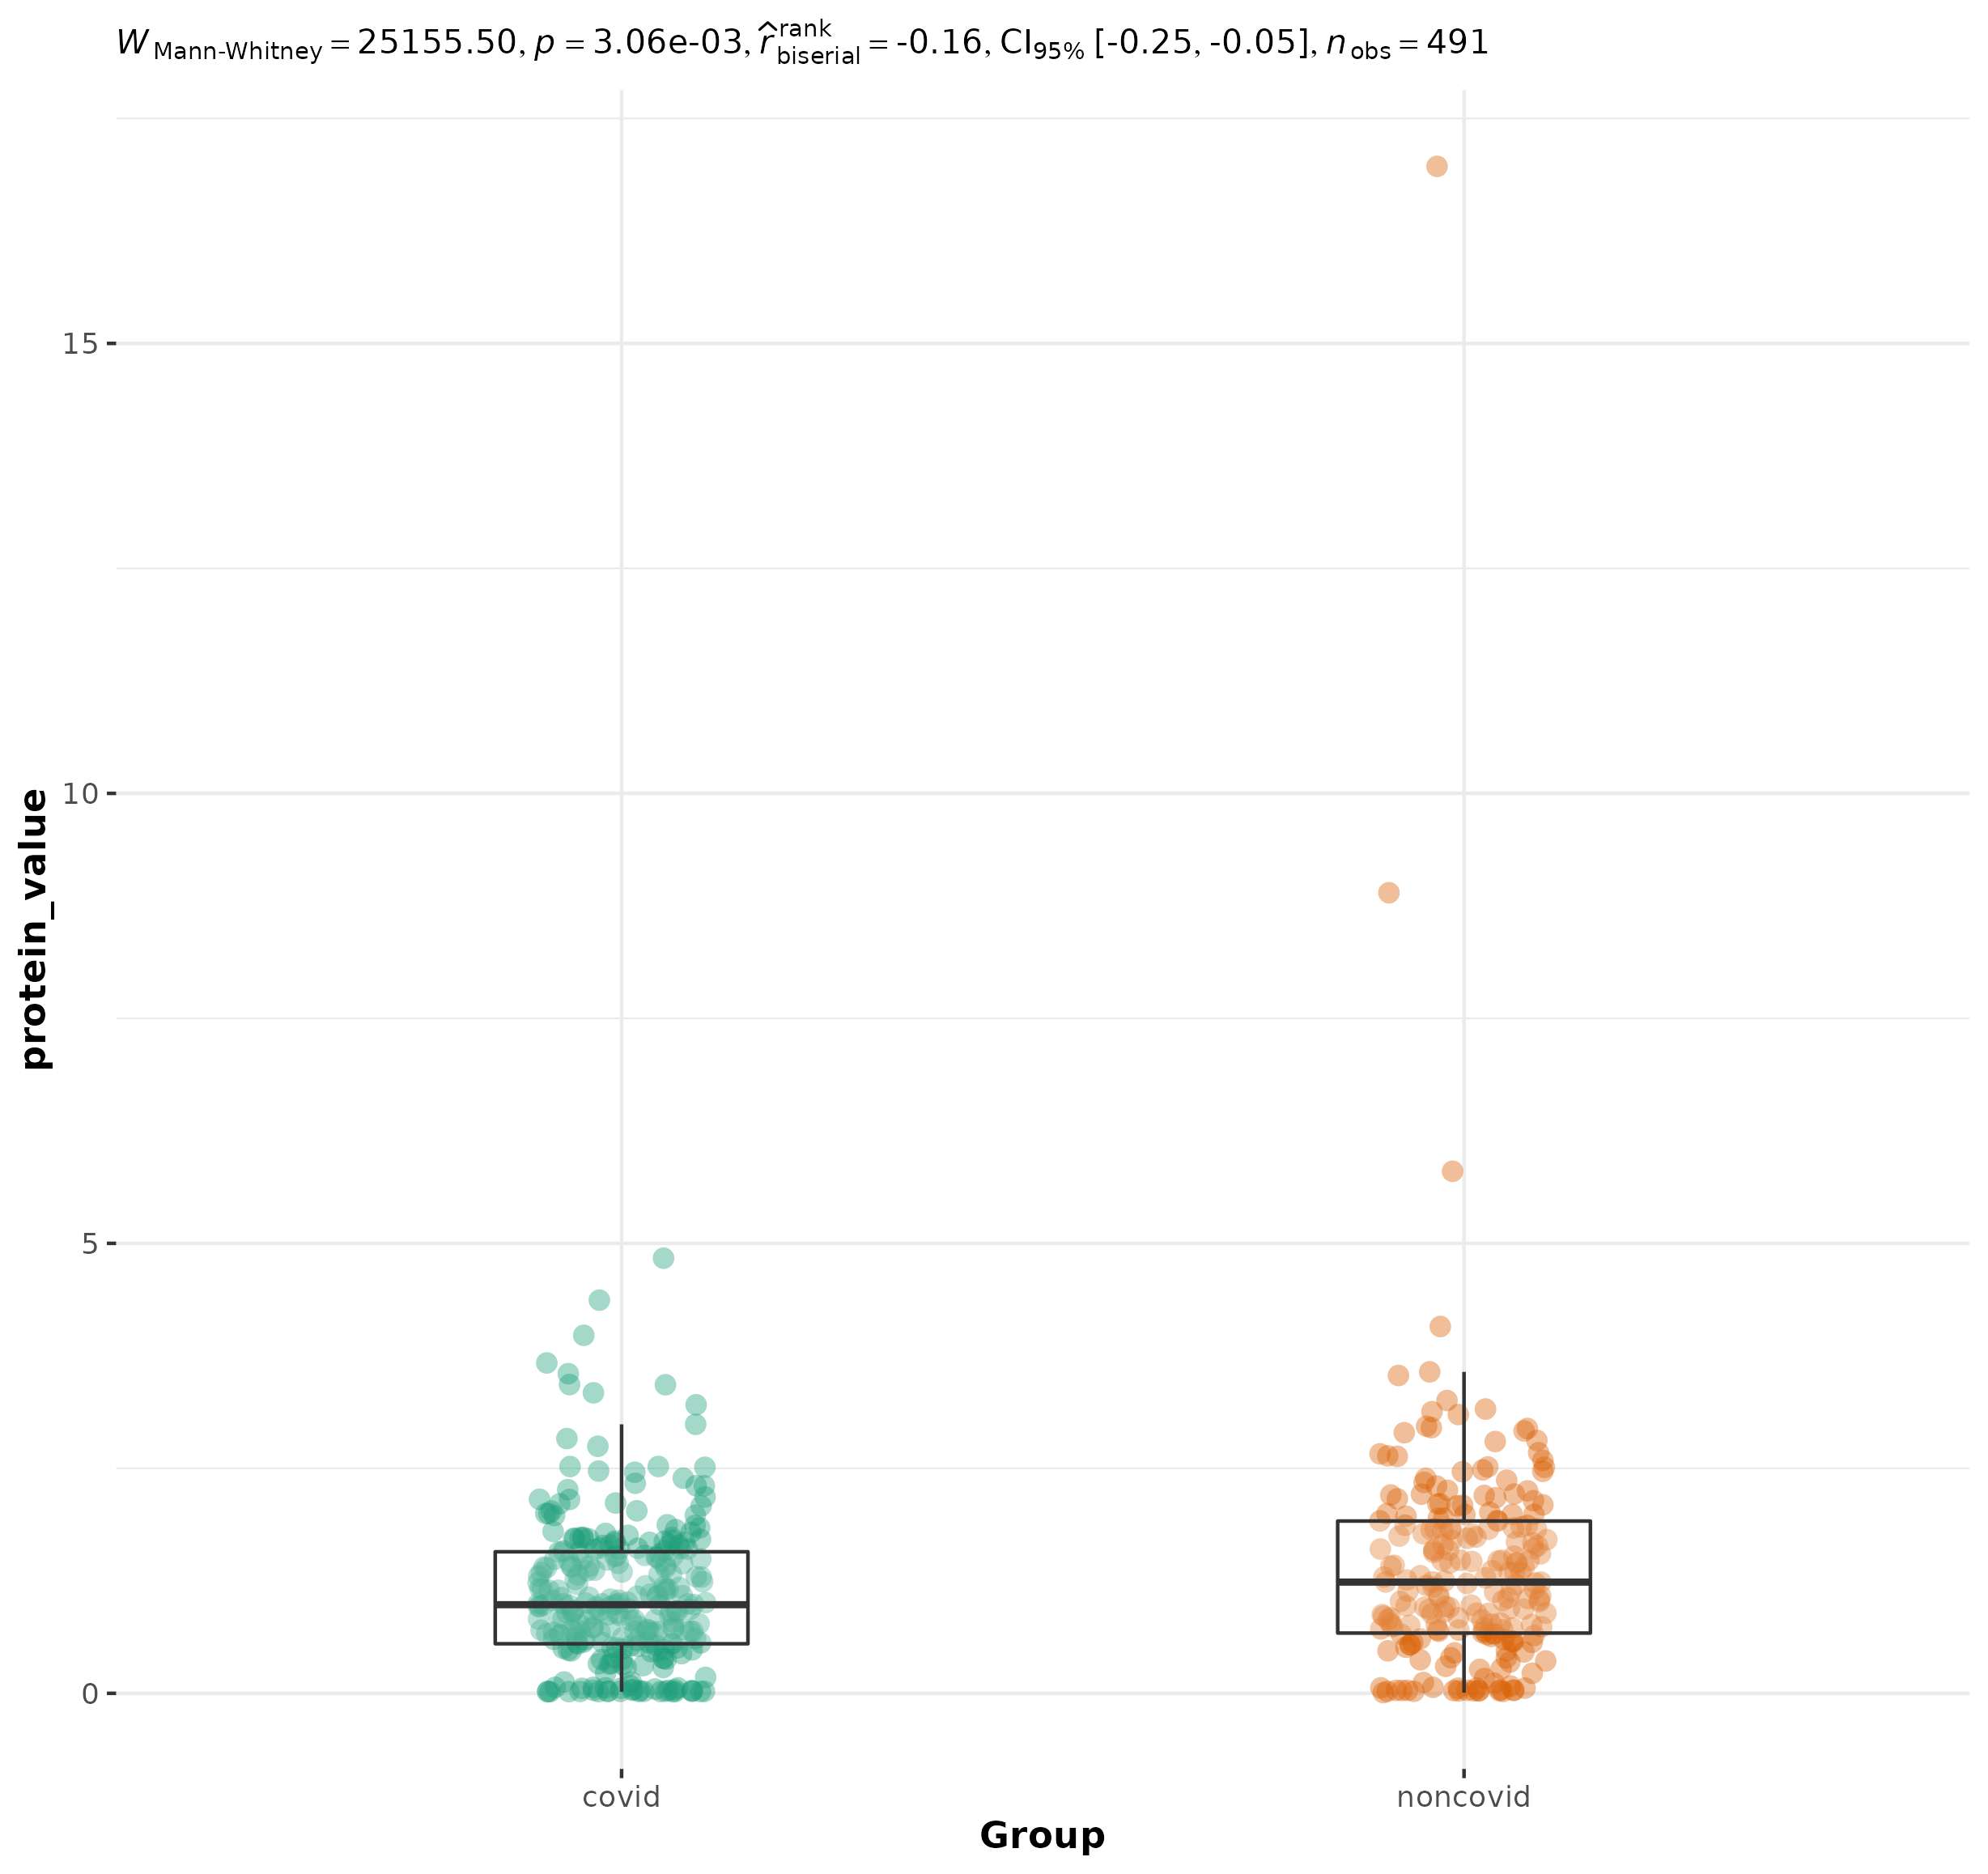 W Mann-Whitney = 25155.50, p = 3.06e-03, r̂ rank biserial = -0.16, CI95% [-0.25, -0.05], n obs = 491
15
10
5
0
protein_value
covid noncovid
Group